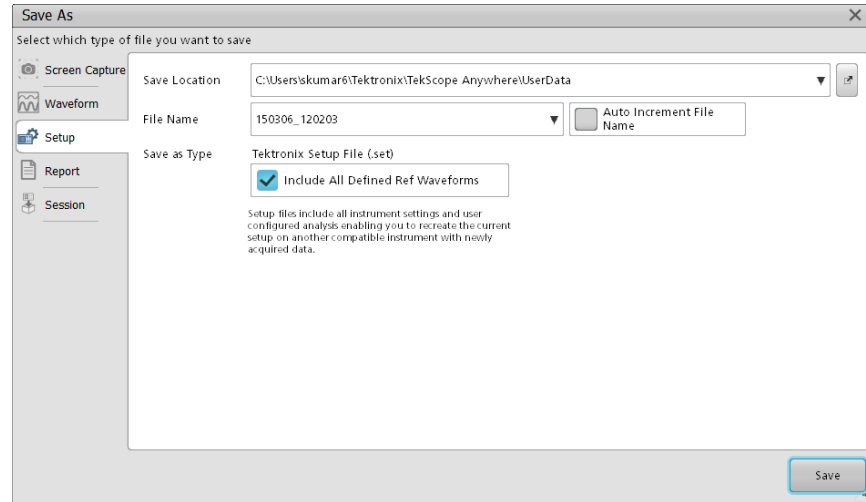 Save As
Select which type of file you want to save
Screen Capture
Waveform
Setup
Report
Session
Save Location
C:\Users\skumar6\Tektronix\TekScope Anywhere\UserData
File Name
150306_120203
Auto Increment File
Name
Save as Type
Tektronix Setup File (.set)
Include All Defined Ref Waveforms
Setup files include all instrument settings and user
configured analysis enabling you to recreate the current
setup on another compatible instrument with newly
acquired data.
Save